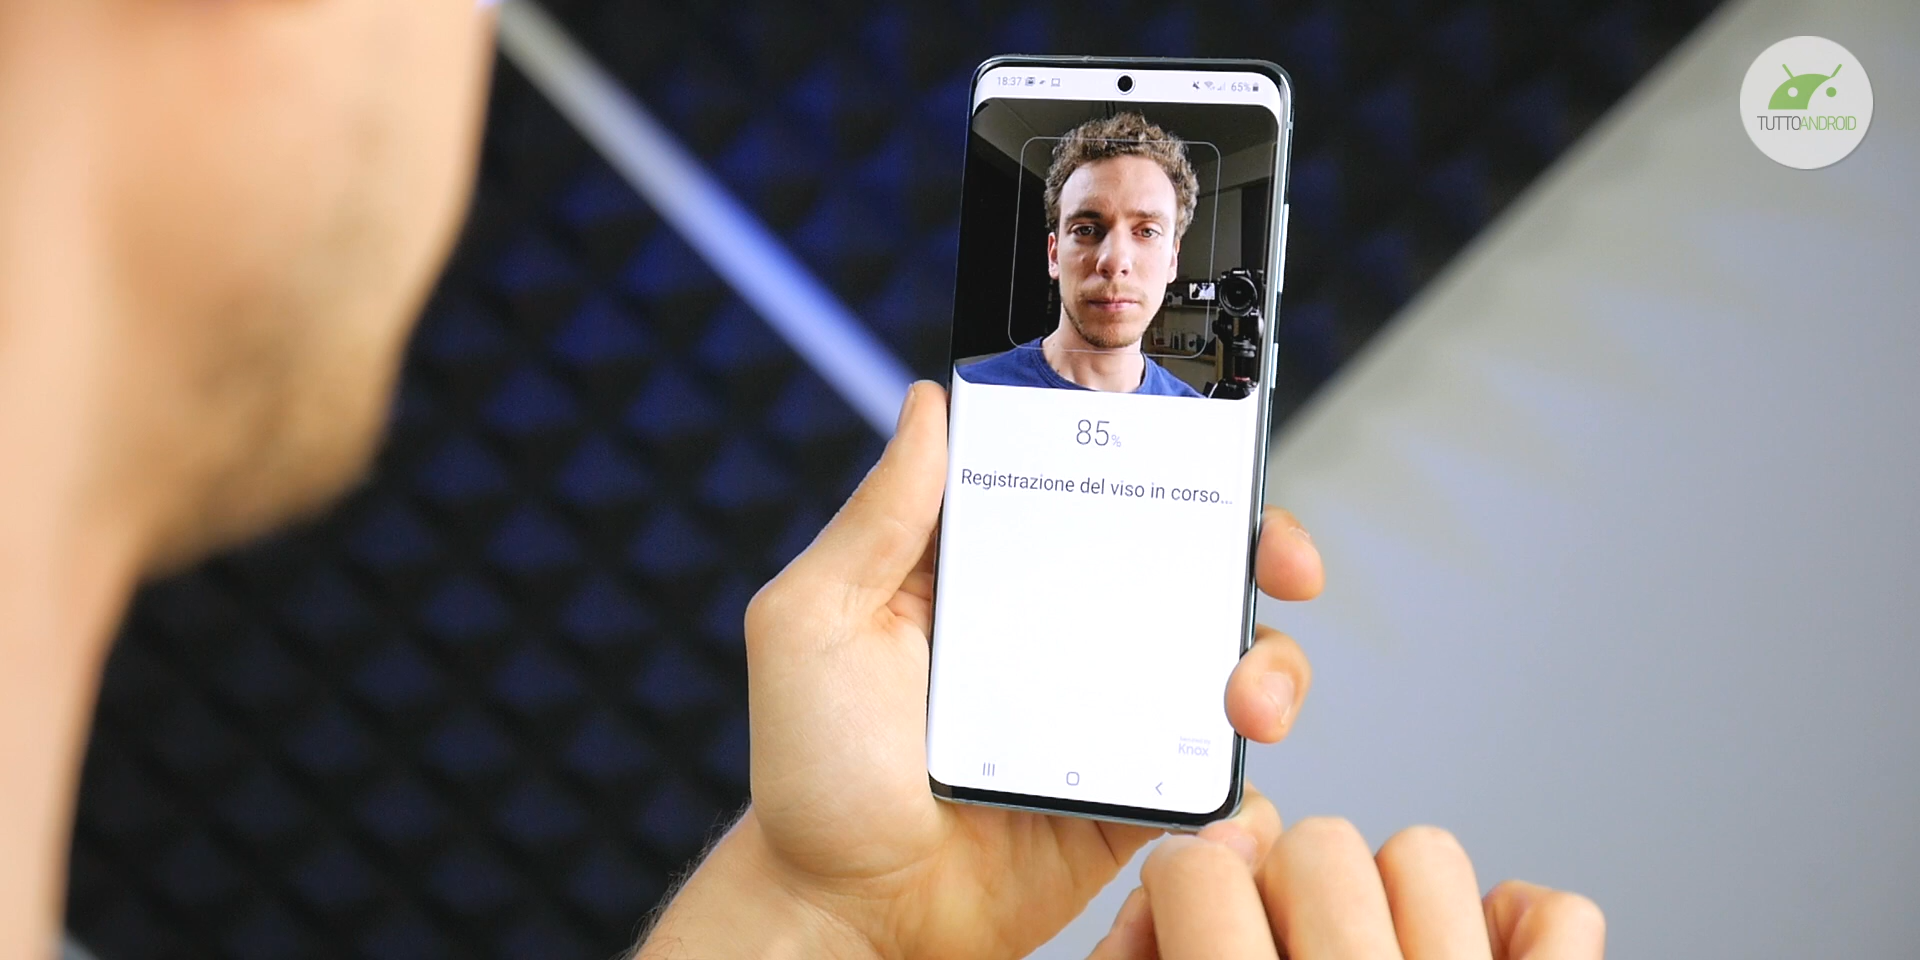 18:37
65%
TUTTOANDROID
85%
Registrazione del viso in corso...
Knox